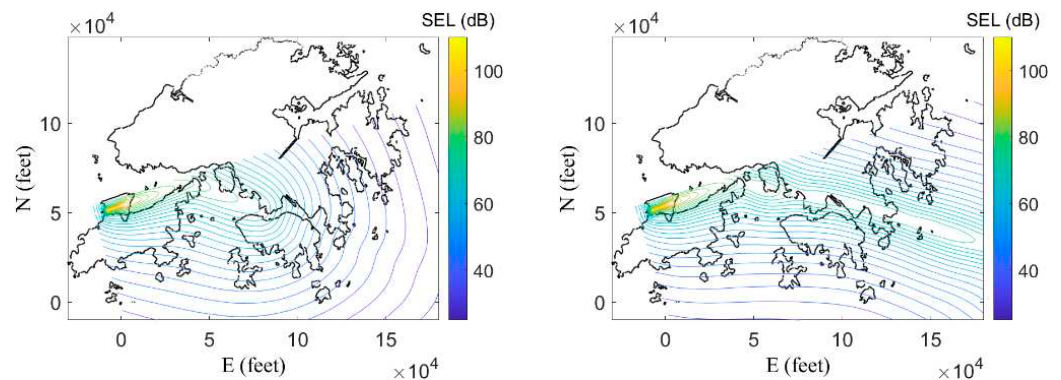 ×10⁴ SEL (dB) ×10⁴ SEL (dB)
N (feet) 10 5 0 100 80 60 40 N (feet) 10 5 0 100 80 60 40
0 5 10 15 0 5 10 15
E (feet) ×10⁴ E (feet) ×10⁴